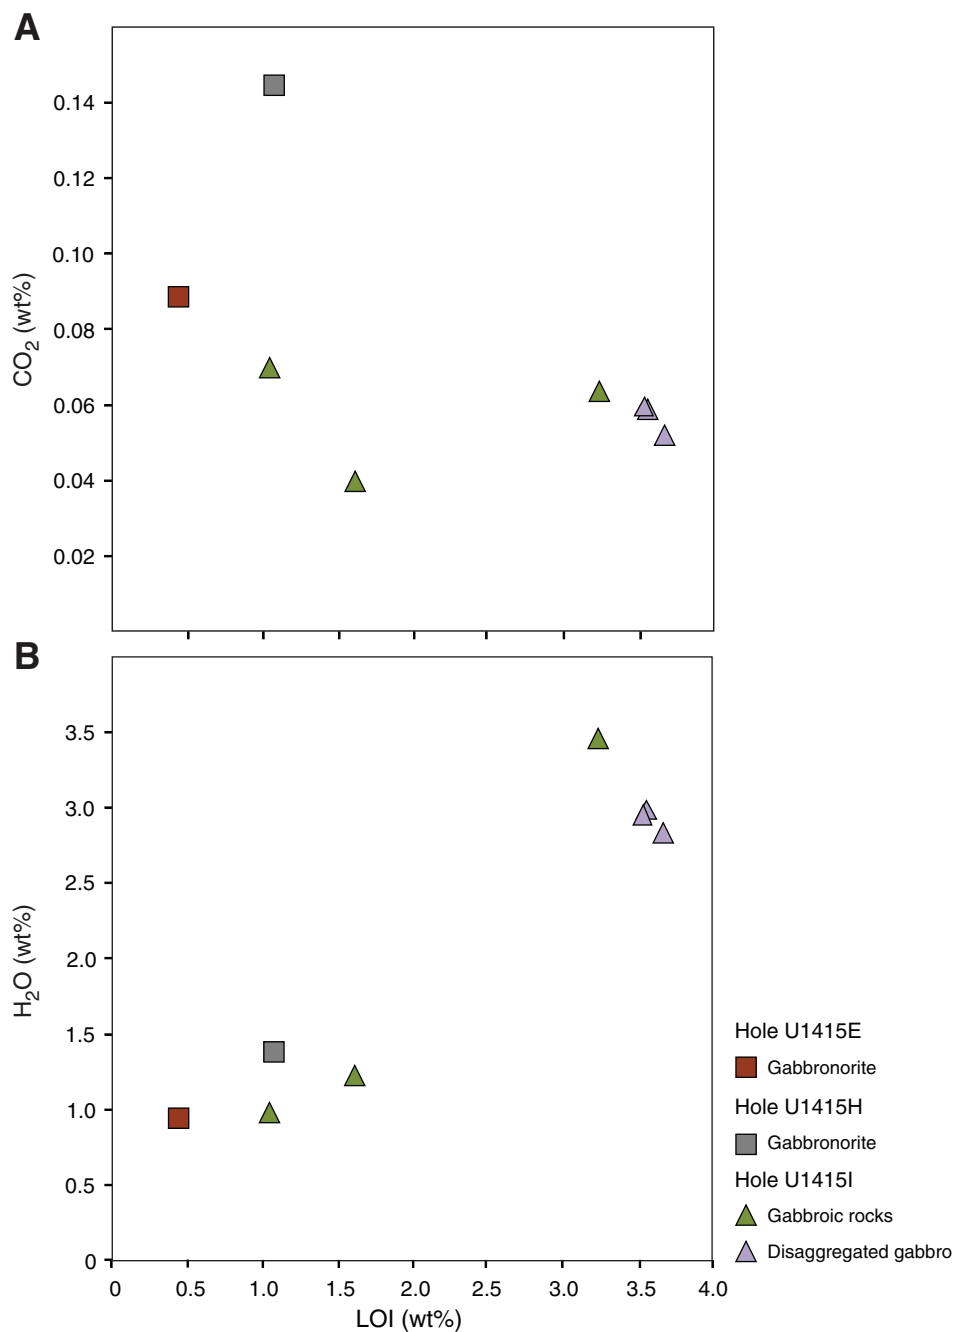 A
0.14
0.12
0.10
0.08
0.06
0.04
0.02
CO2 (wt%)
B
3.5
3.0
2.5
2.0
1.5
1.0
0.5
0
H2O (wt%)
0 0.5 1.0 1.5 2.0 2.5 3.0 3.5 4.0
LOI (wt%)
Hole U1415E
Gabbronorite
Hole U1415H
Gabbronorite
Hole U1415I
Gabbroic rocks
Disaggregated gabbro